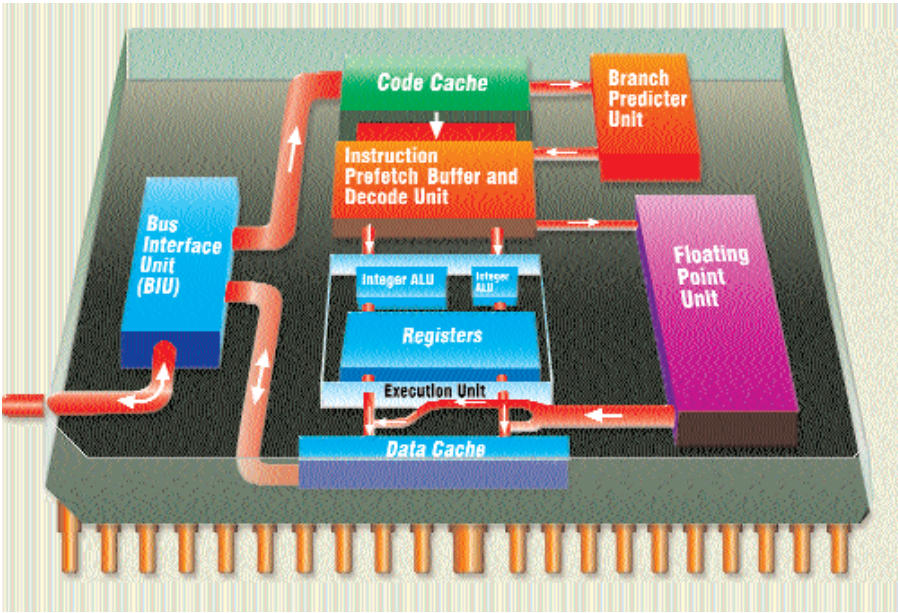 Code Cache
Branch
Predicter
Unit
Instruction
Prefetch Buffer and
Decode Unit
Bus
Interface
Unit
(BIU)
Floating
Point
Unit
Integer ALU
Integer
ALU
Registers
Execution Unit
Data Cache